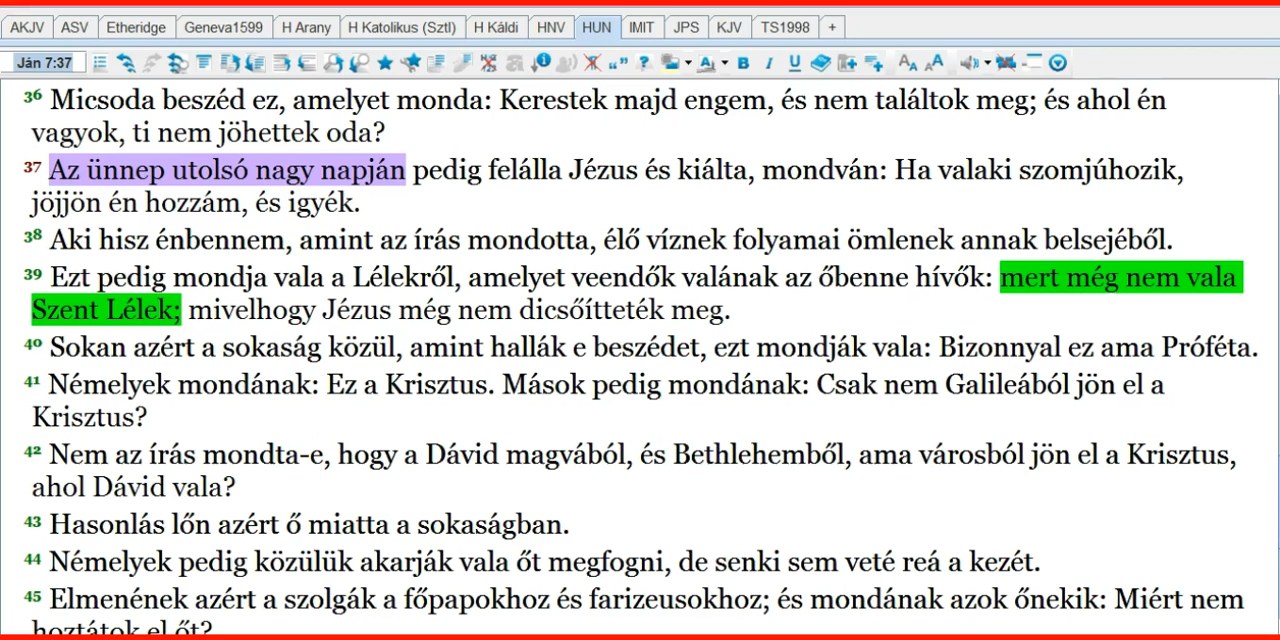 AKJV ASV Etheridge Geneva1599 H Arany H Katolikus (Sztl) H Káldi HNV HUN IMIT JPS KJV TS1998 +
Ján 7:37
36 Micsoda beszéd ez, amelyet monda: Kerestek majd engem, és nem találtok meg; és ahol én
vagyok, ti nem jöhettek oda?
37 Az ünnep utolsó nagy napján pedig felálla Jézus és kiálta, mondván: Ha valaki szomjúhozik,
jöjjön én hozzám, és igyék.
38 Aki hisz énbennem, amint az írás mondotta, élő víznek folyamai ömlenek annak belsejéből.
39 Ezt pedig mondja vala a Lélekről, amelyet veendők valának az őbenne hívők: mert még nem vala
Szent Lélek; mivelhogy Jézus még nem dicsőítteték meg.
40 Sokan azért a sokaság közül, amint hallák e beszédet, ezt mondják vala: Bizonnyal ez ama Próféta.
41 Némelyek mondának: Ez a Krisztus. Mások pedig mondának: Csak nem Galileából jön el a
Krisztus?
42 Nem az írás mondta-e, hogy a Dávid magvából, és Bethlehemből, ama városból jön el a Krisztus,
ahol Dávid vala?
43 Hasonlás lőn azért ő miatta a sokaságban.
44 Némelyek pedig közülük akarják vala őt megfogni, de senki sem veté reá a kezét.
45 Elmenének azért a szolgák a főpapokhoz és farizeusokhoz; és mondának azok őnekik: Miért nem
hoztátok el őt?